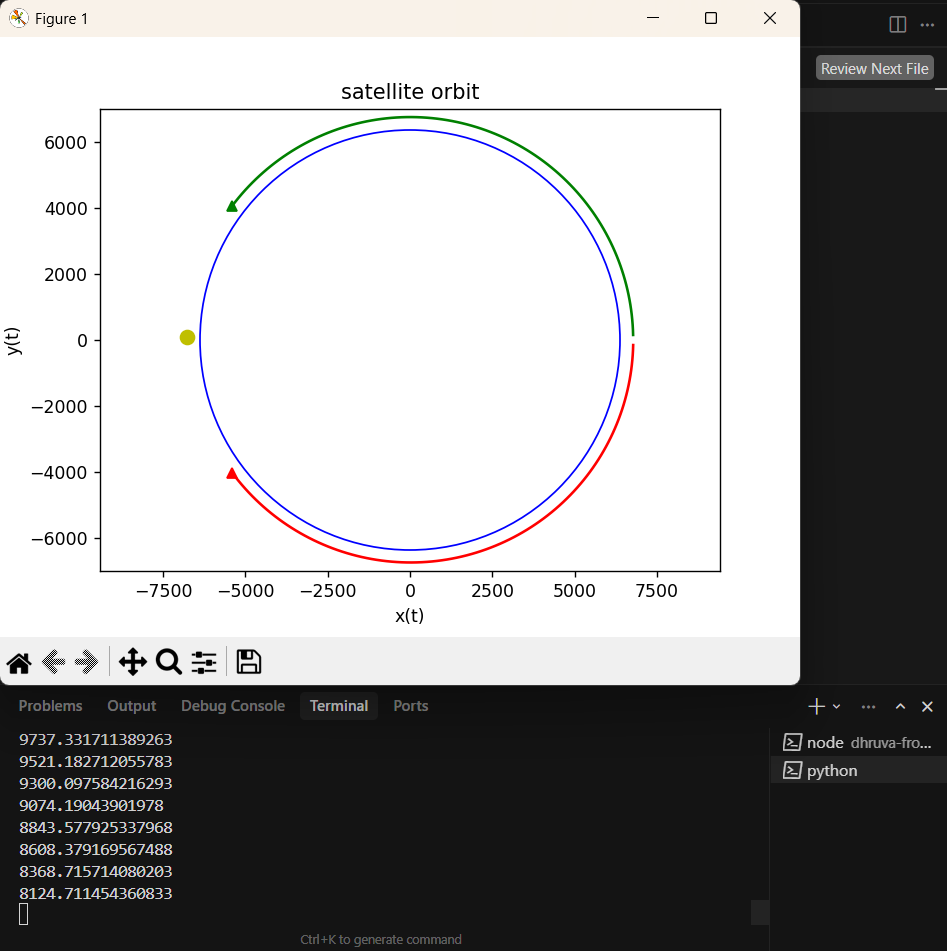 Figure 1
Review Next File
satellite orbit
6000
4000
2000
0
−2000
−4000
−6000
y(t)
−7500 −5000 −2500 0 2500 5000 7500
x(t)
Problems Output Debug Console Terminal Ports
9737.331711389263
9521.182712055783
9300.097584216293
9074.19043901978
8843.577925337968
8608.379169567488
8368.715714080203
8124.711454360833
node dhruva-fro...
python
Ctrl+K to generate command